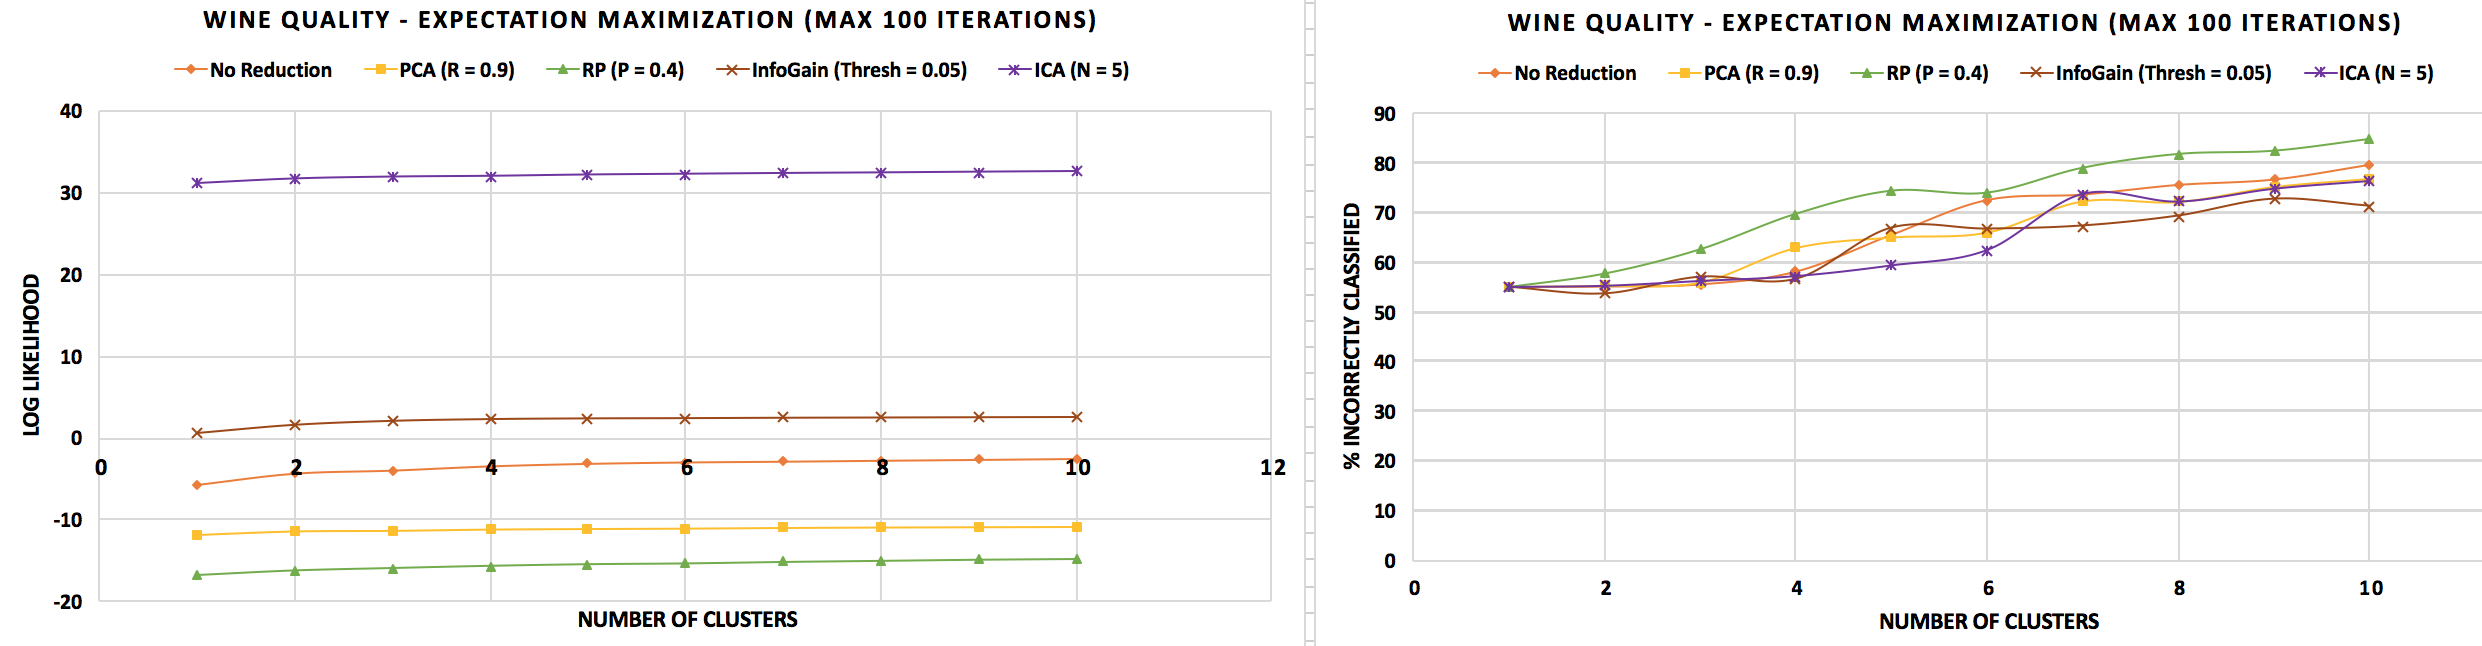 WINE QUALITY - EXPECTATION MAXIMIZATION (MAX 100 ITERATIONS)
No Reduction PCA (R = 0.9) RP (P = 0.4) InfoGain (Thresh = 0.05) ICA (N = 5)
40
30
20
10
0
-10
-20
LOG LIKELIHOOD
0 2 4 6 8 10 12
NUMBER OF CLUSTERS
WINE QUALITY - EXPECTATION MAXIMIZATION (MAX 100 ITERATIONS)
No Reduction PCA (R = 0.9) RP (P = 0.4) InfoGain (Thresh = 0.05) ICA (N = 5)
90
80
70
60
50
40
30
20
10
0
% INCORRECTLY CLASSIFIED
0 2 4 6 8 10
NUMBER OF CLUSTERS